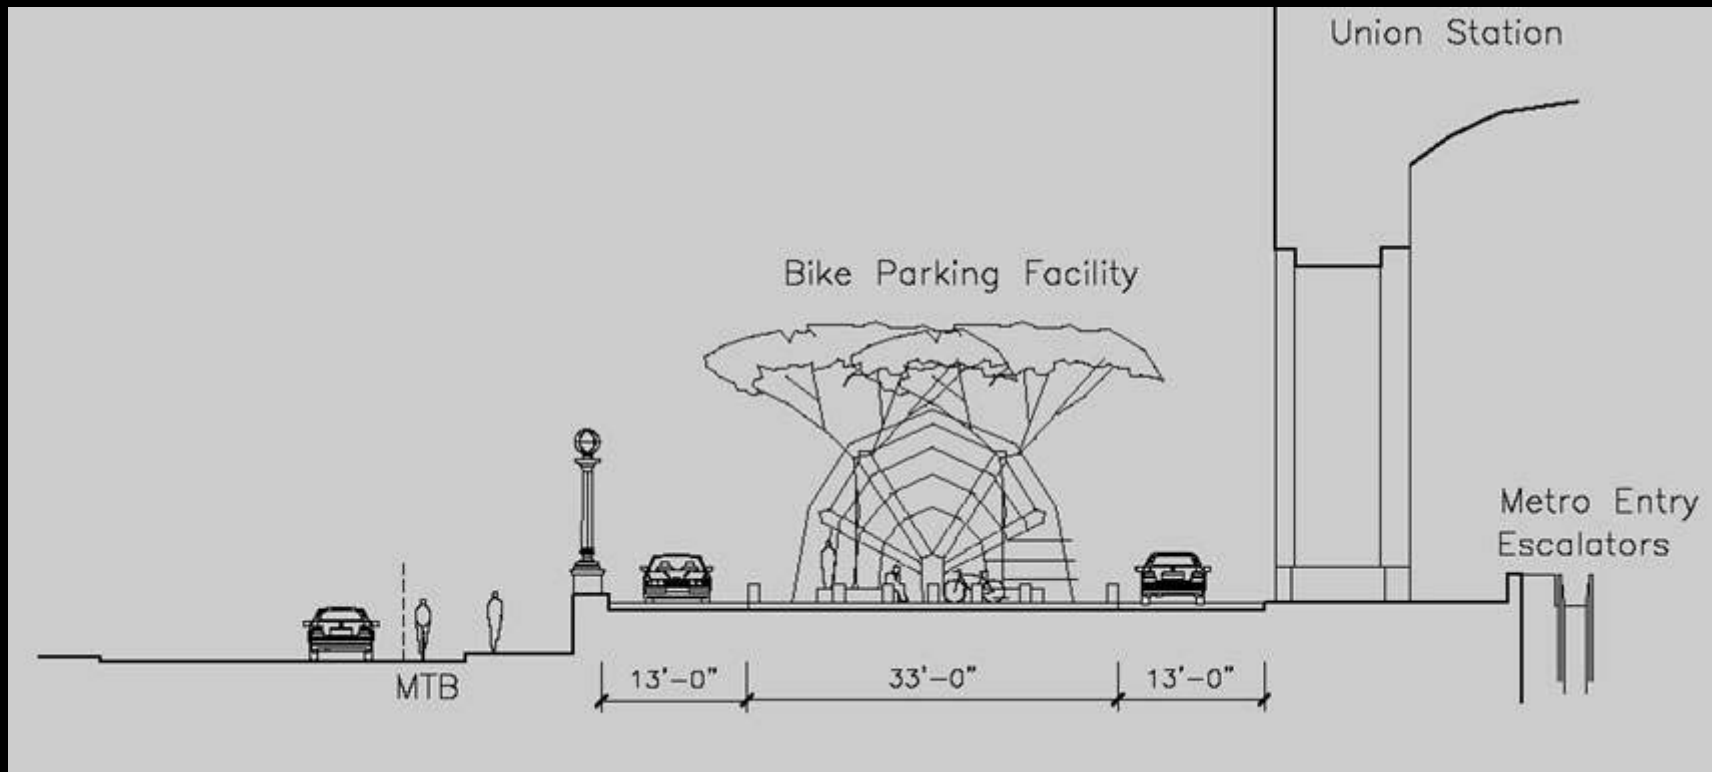 Union Station
Bike Parking Facility
Metro Entry
Escalators
MTB
13'-0"
33'-0"
13'-0"